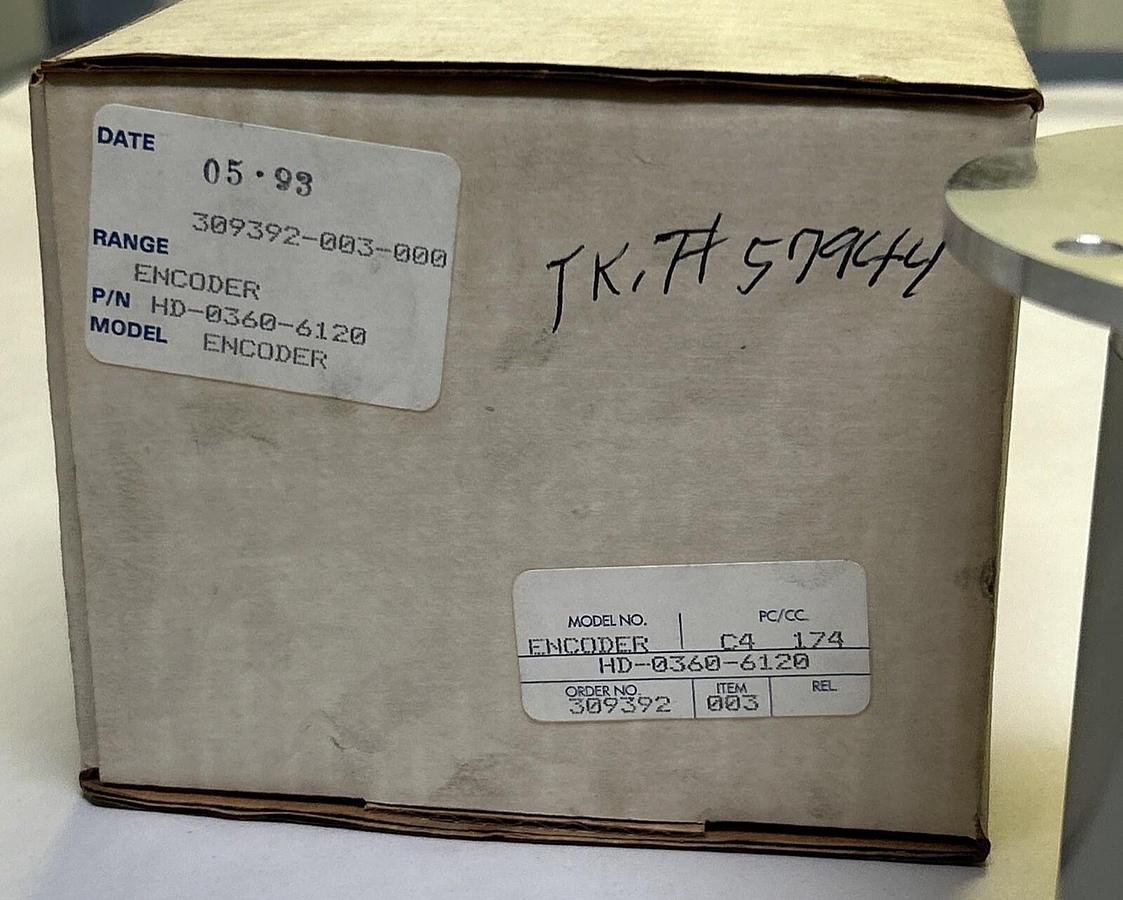 DATE
05·93
309392-003-000
RANGE
ENCODER
P/N HD-0360-6120
MODEL ENCODER
TK.# 57944
MODEL NO. PC/CC
ENCODER C4 174
HD-0360-6120
ORDER NO. ITEM REL
309392 003